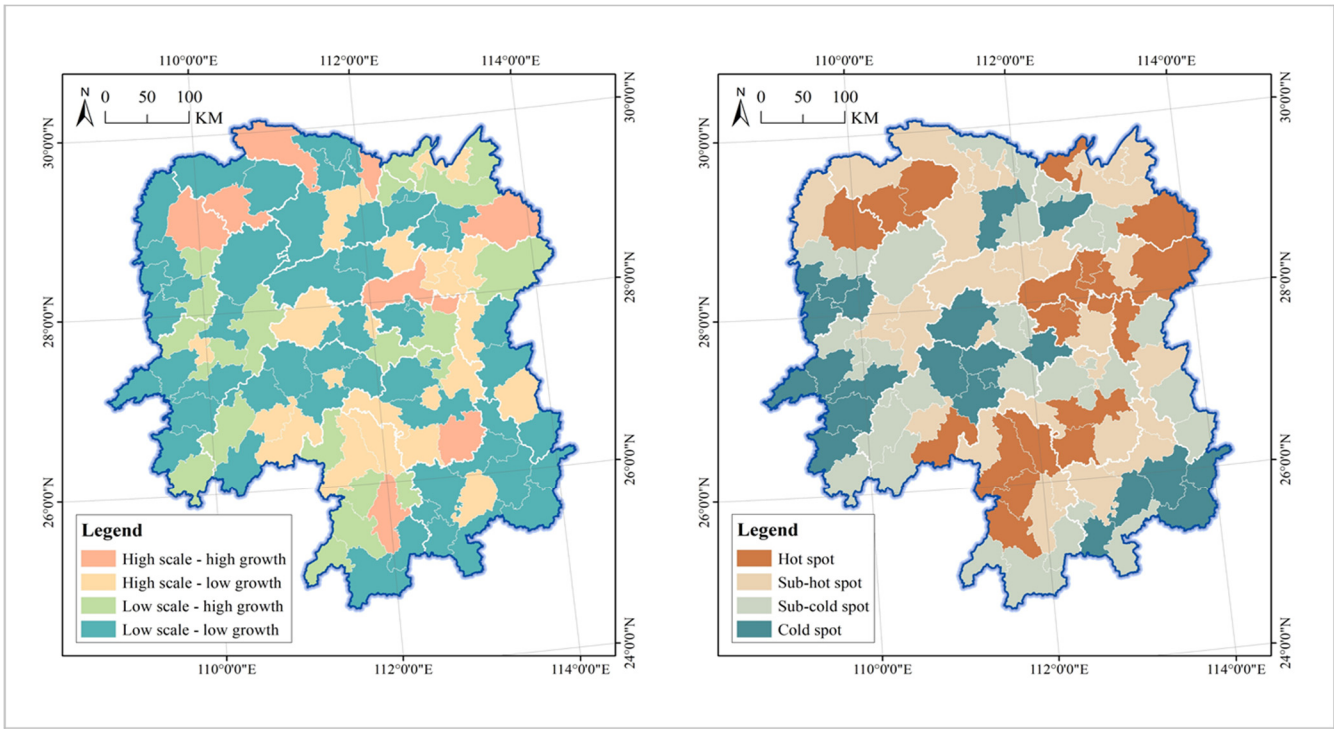 110°0'0"E 112°0'0"E 114°0'0"E
N 0 50 100
KM
30°0'0"N
28°0'0"N
26°0'0"N
30°0'0"N
28°0'0"N
26°0'0"N
24°0'0"N
Legend
High scale - high growth
High scale - low growth
Low scale - high growth
Low scale - low growth
110°0'0"E 112°0'0"E 114°0'0"E
110°0'0"E 112°0'0"E 114°0'0"E
N 0 50 100
KM
30°0'0"N
28°0'0"N
26°0'0"N
30°0'0"N
28°0'0"N
26°0'0"N
24°0'0"N
Legend
Hot spot
Sub-hot spot
Sub-cold spot
Cold spot
110°0'0"E 112°0'0"E 114°0'0"E